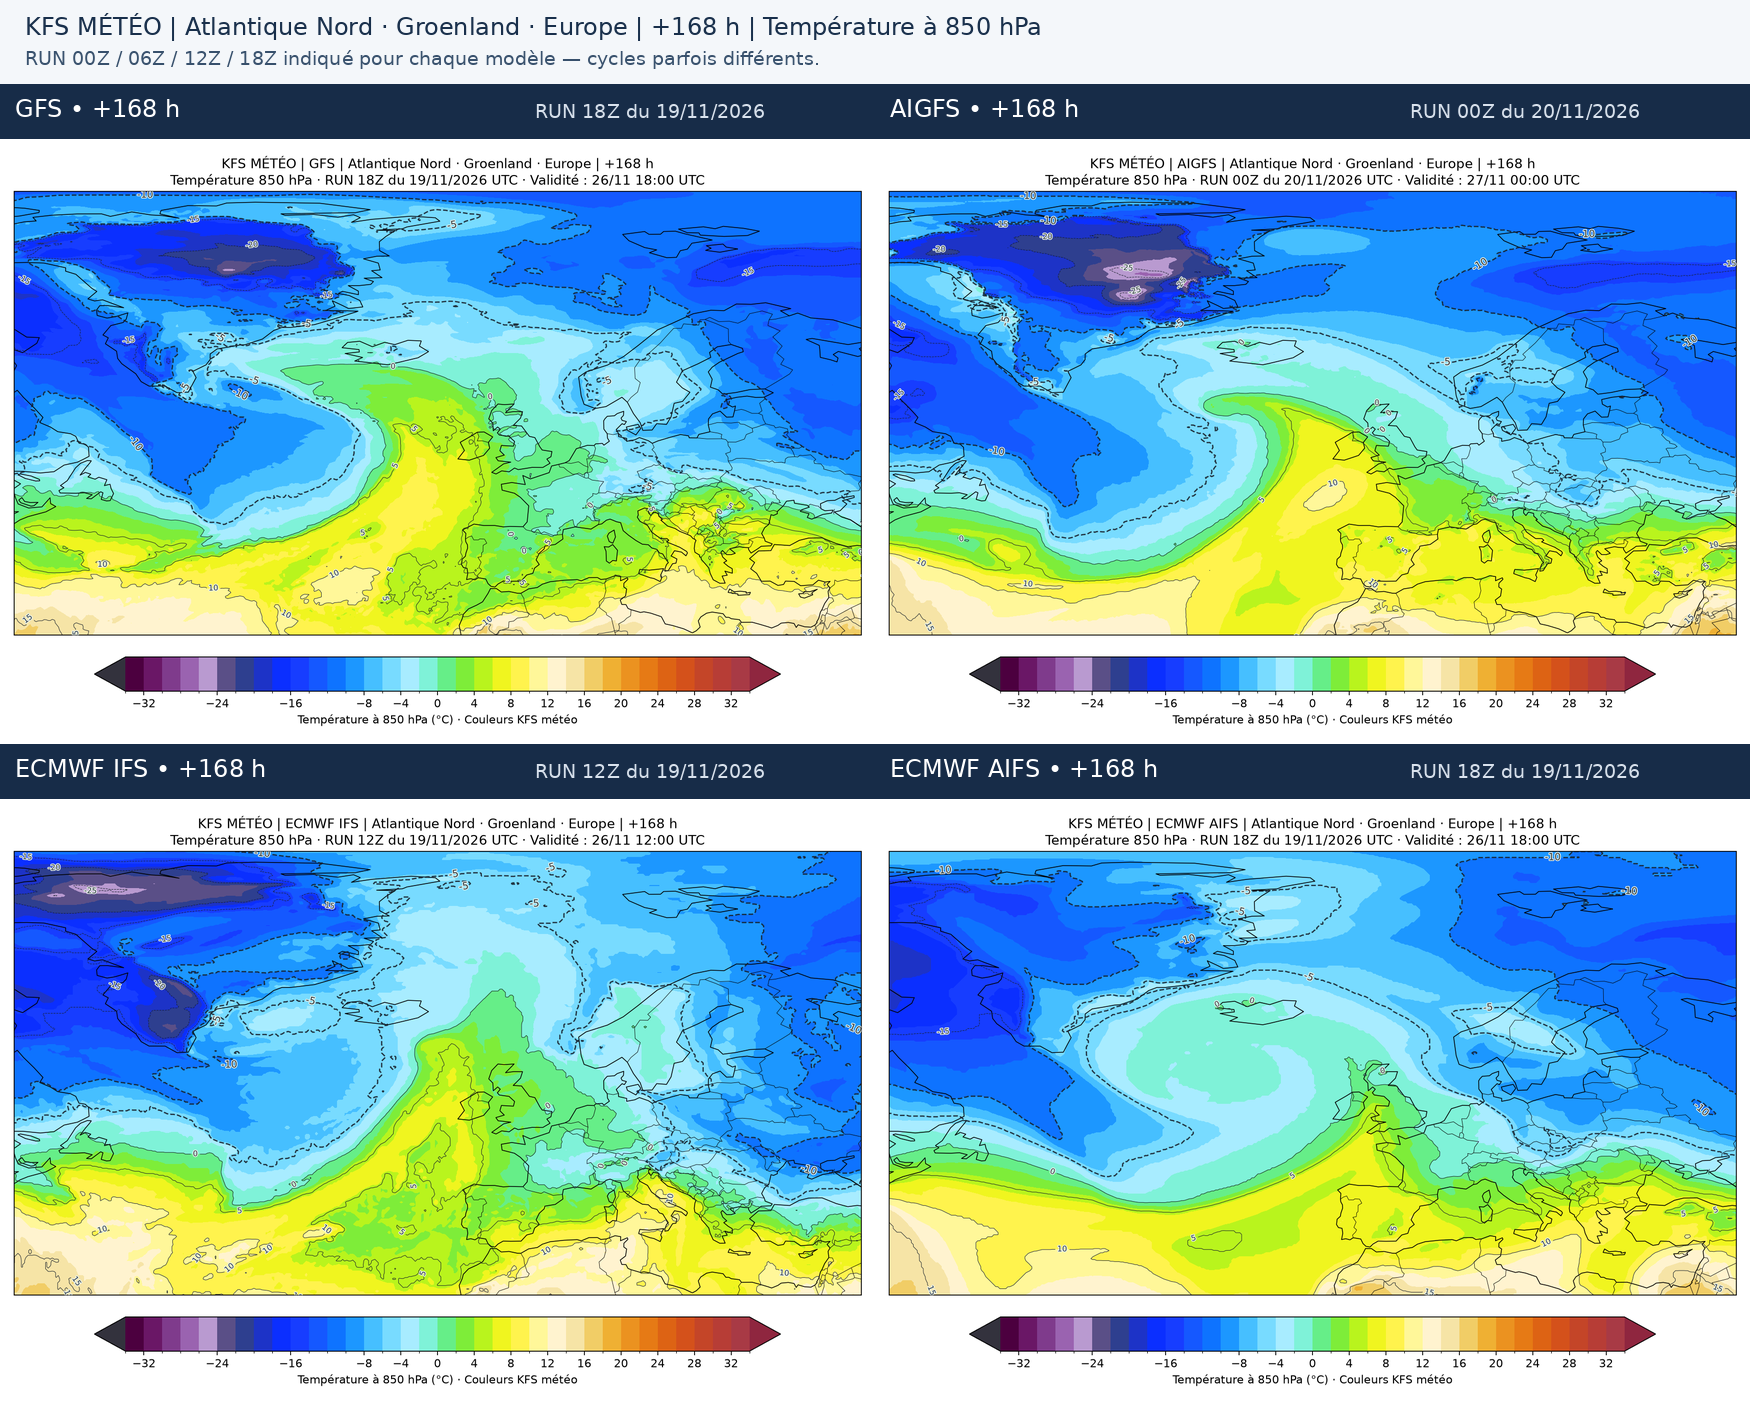 KFS MÉTÉO | Atlantique Nord · Groenland · Europe | +168 h | Température à 850 hPa
RUN 00Z / 06Z / 12Z / 18Z indiqué pour chaque modèle — cycles parfois différents.
GFS • +168 h
RUN 18Z du 19/11/2026
KFS MÉTÉO | GFS | Atlantique Nord · Groenland · Europe | +168 h
Température 850 hPa · RUN 18Z du 19/11/2026 UTC · Validité : 26/11 18:00 UTC
−32 −24 −16 −8 −4 0 4 8 12 16 20 24 28 32
Température à 850 hPa (°C) · Couleurs KFS météo
AIGFS • +168 h
RUN 00Z du 20/11/2026
KFS MÉTÉO | AIGFS | Atlantique Nord · Groenland · Europe | +168 h
Température 850 hPa · RUN 00Z du 20/11/2026 UTC · Validité : 27/11 00:00 UTC
−32 −24 −16 −8 −4 0 4 8 12 16 20 24 28 32
Température à 850 hPa (°C) · Couleurs KFS météo
ECMWF IFS • +168 h
RUN 12Z du 19/11/2026
KFS MÉTÉO | ECMWF IFS | Atlantique Nord · Groenland · Europe | +168 h
Température 850 hPa · RUN 12Z du 19/11/2026 UTC · Validité : 26/11 12:00 UTC
−32 −24 −16 −8 −4 0 4 8 12 16 20 24 28 32
Température à 850 hPa (°C) · Couleurs KFS météo
ECMWF AIFS • +168 h
RUN 18Z du 19/11/2026
KFS MÉTÉO | ECMWF AIFS | Atlantique Nord · Groenland · Europe | +168 h
Température 850 hPa · RUN 18Z du 19/11/2026 UTC · Validité : 26/11 18:00 UTC
−32 −24 −16 −8 −4 0 4 8 12 16 20 24 28 32
Température à 850 hPa (°C) · Couleurs KFS météo